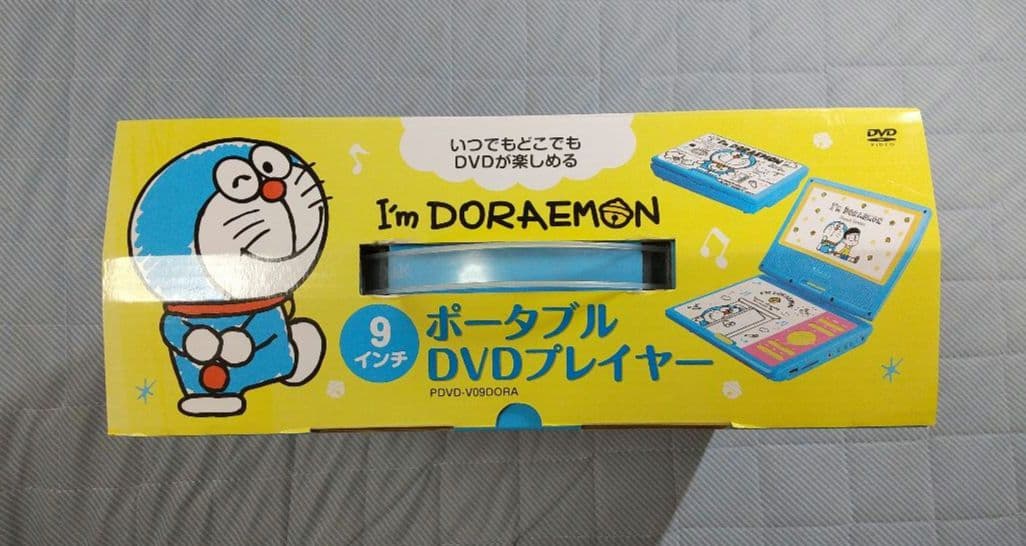 いつでもどこでも
DVDが楽しめる
I'm DORAEMON
9
インチ
ポータブル
DVDプレイヤー
PDVD-V09DORA
I'm DORAEMON
DVD
VIDEO
I'm DORAEMON